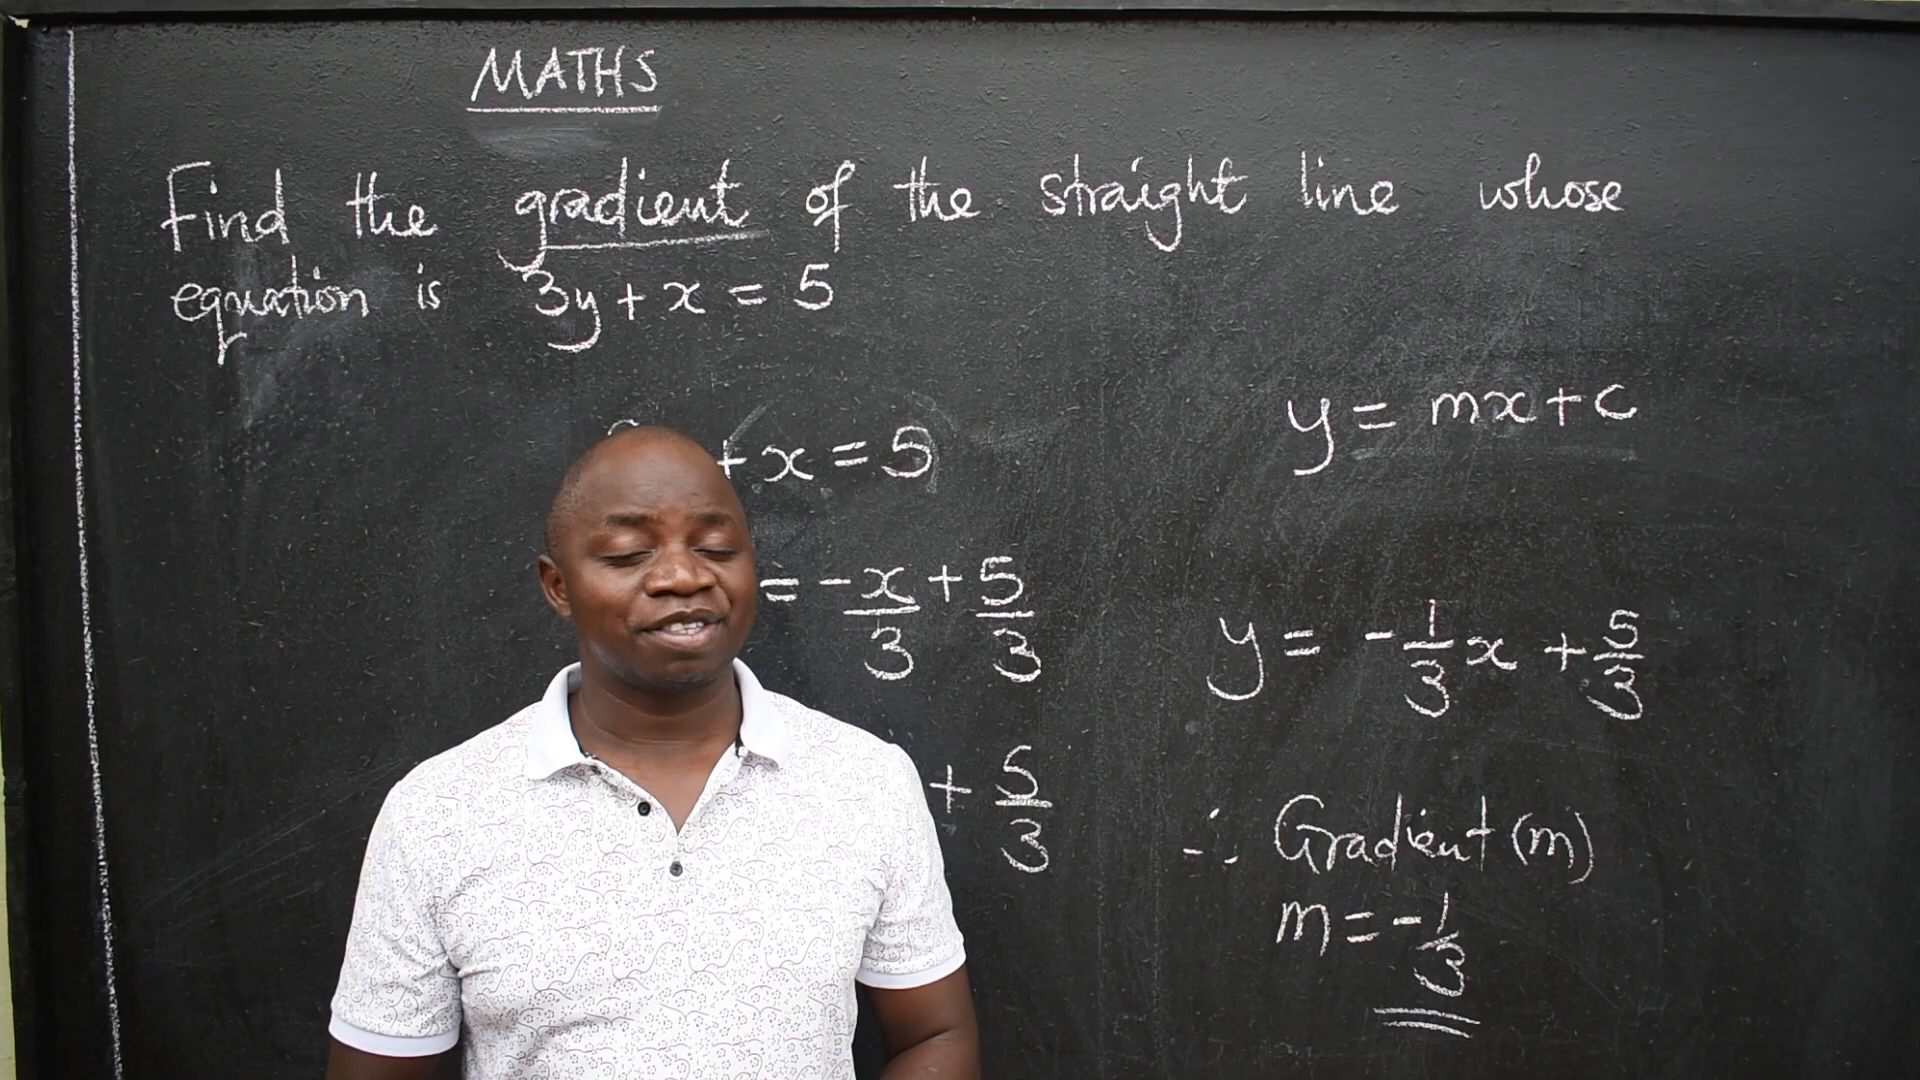 MATHS
Find the gradient of the straight line whose
equation is 3y + x = 5
+ x = 5
= -x/3 + 5/3
+ 5/3
y = mx + c
y = -1/3 x + 5/3
∴ Gradient (m)
m = -1/3